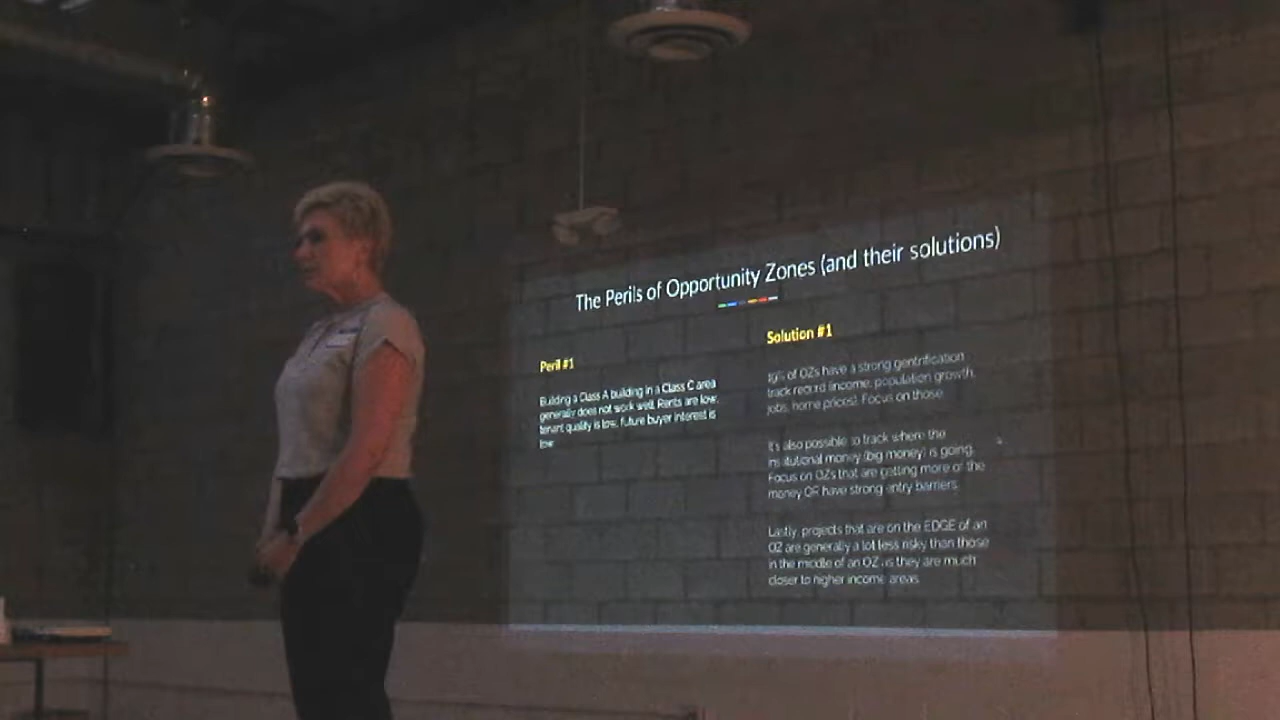 The Perils of Opportunity Zones (and their solutions)
Peril #1
Building a Class A building in a Class C area
generally does not work well. Rents are low,
tenant quality is low, future buyer interest is
low.
Solution #1
19% of OZs have a strong gentrification
track record (income, population growth,
jobs, home prices). Focus on those.
It's also possible to track where the
institutional money (big money) is going.
Focus on OZs that are getting more of the
money OR have strong entry barriers.
Lastly, projects that are on the EDGE of an
OZ are generally a lot less risky than those
in the middle of an OZ as they are much
closer to higher income areas.